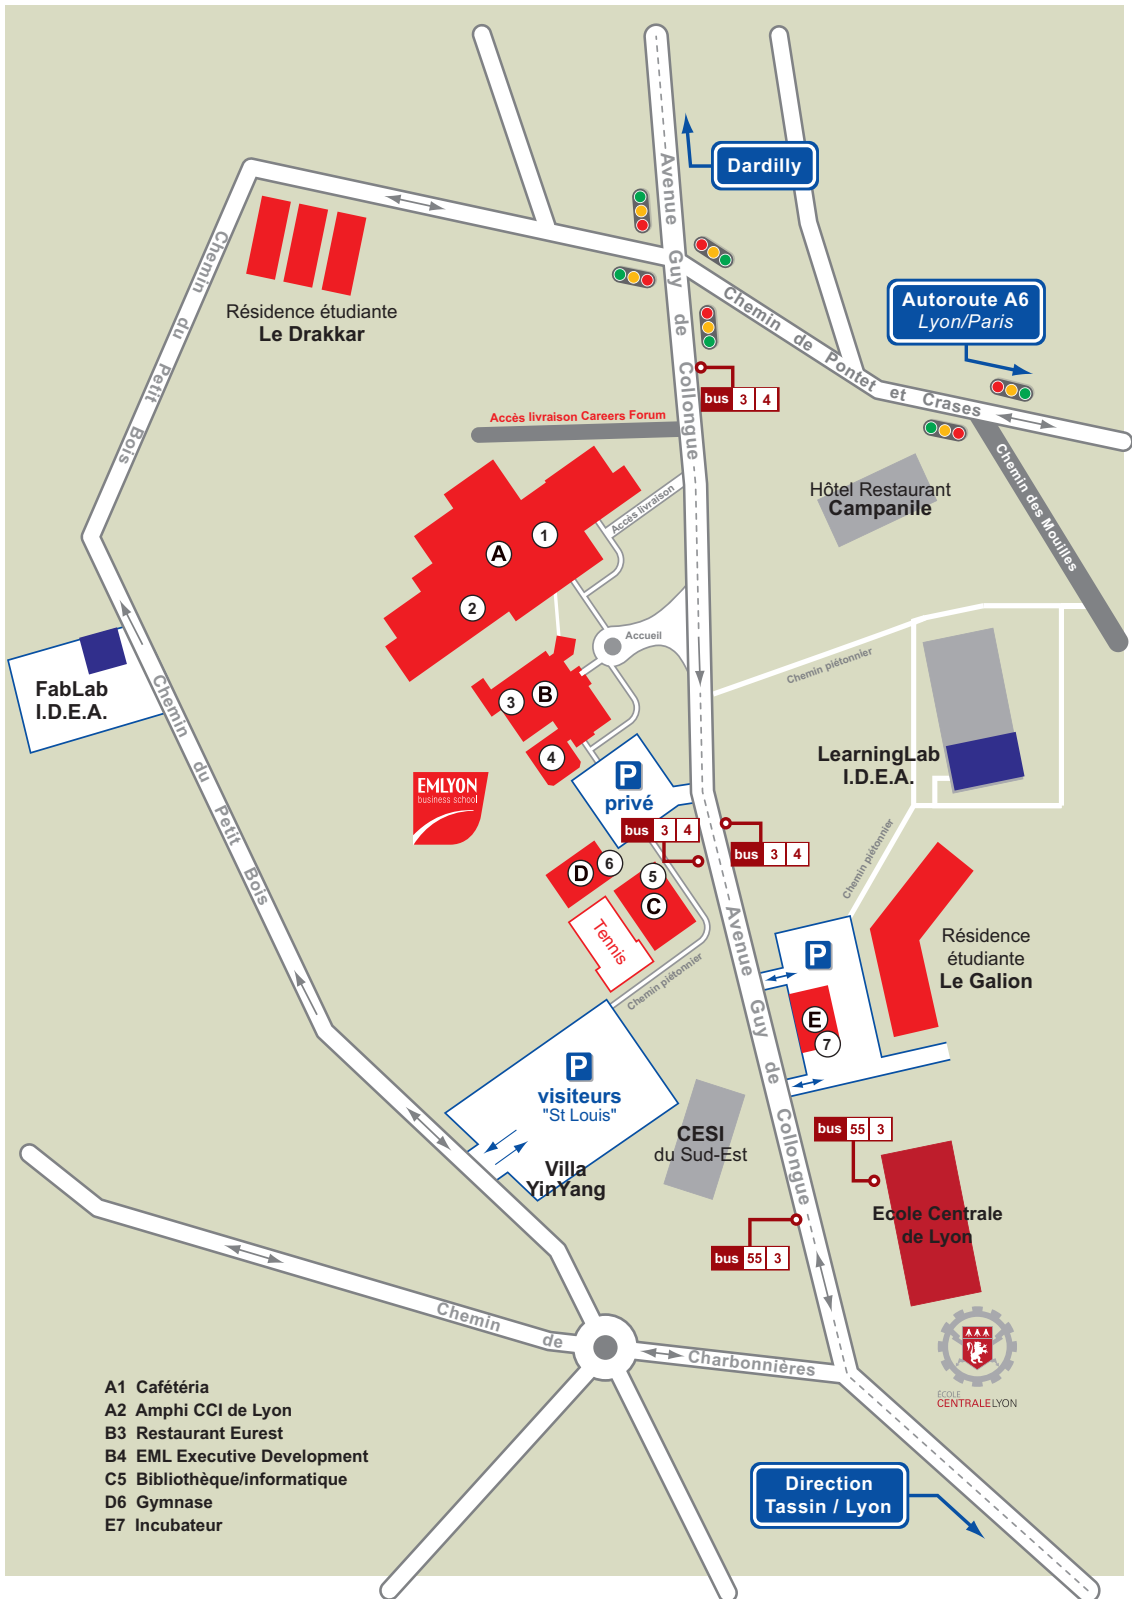 Dardilly
Avenue Guy de Collongue
Autoroute A6
Lyon/Paris
Chemin de Pontet et Crases
Chemin du Petit Bois
Résidence étudiante
Le Drakkar
bus 3 4
Accès livraison Careers Forum
Chemin des Mouilles
Hôtel Restaurant
Campanile
Accès livraison
1
A
2
Accueil
Chemin piétonnier
FabLab
I.D.E.A.
3
B
4
Chemin du Petit Bois
LearningLab
I.D.E.A.
EMLYON
business school
P
privé
bus 3 4
bus 3 4
Chemin piétonnier
D
6
5
C
Tennis
Avenue Guy de Collongue
Chemin piétonnier
P
Résidence
étudiante
Le Galion
E
7
P
visiteurs
"St Louis"
CESI
du Sud-Est
bus 55 3
Villa
YinYang
Ecole Centrale
de Lyon
bus 55 3
Chemin de Charbonnières
ÉCOLE
CENTRALELYON
A1 Cafétéria
A2 Amphi CCI de Lyon
B3 Restaurant Eurest
B4 EML Executive Development
C5 Bibliothèque/informatique
D6 Gymnase
E7 Incubateur
Direction
Tassin / Lyon